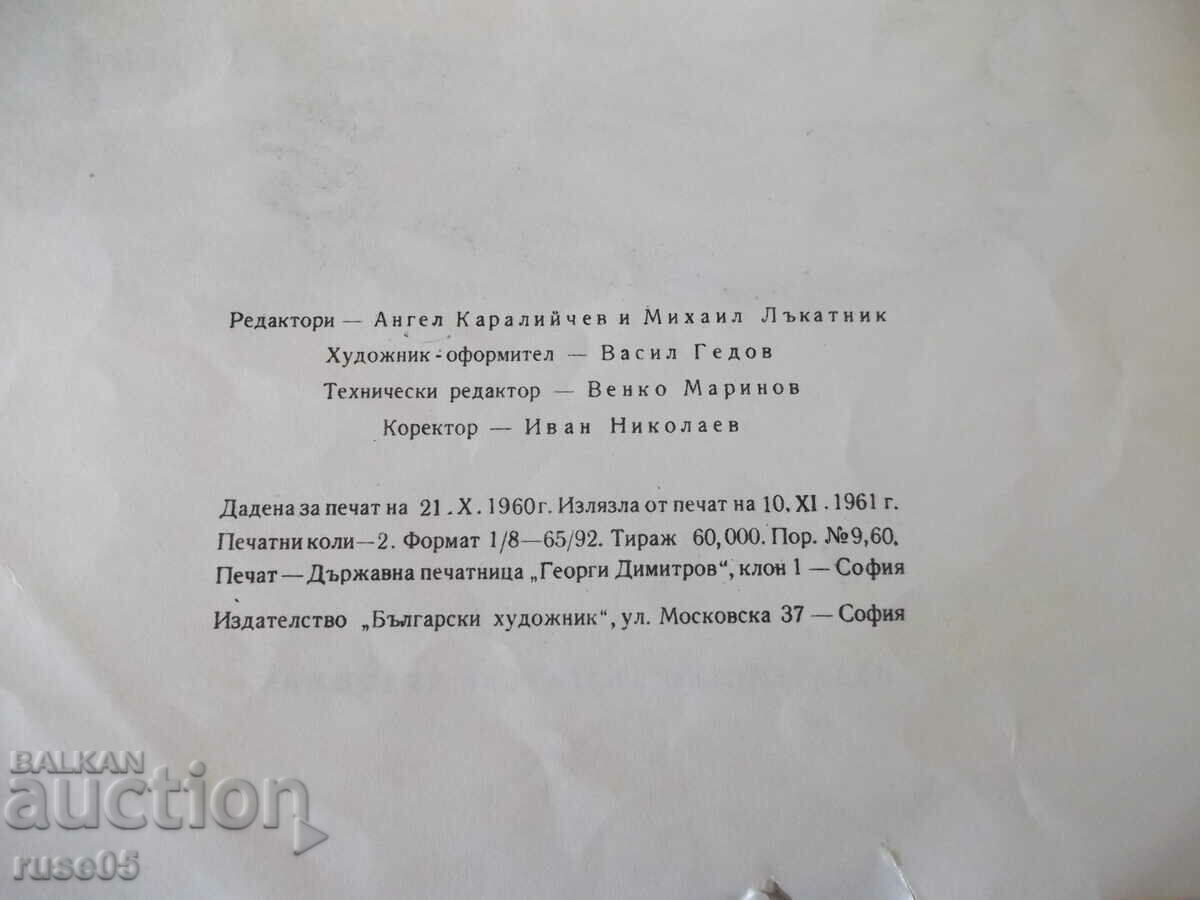 Редактори — Ангел Каралийчев и Михаил Лъкатник
Художник-оформител — Васил Гедов
Технически редактор — Венко Маринов
Коректор — Иван Николаев
Дадена за печат на 21.X.1960г. Излязла от печат на 10.XI.1961 г.
Печатни коли—2. Формат 1/8—65/92. Тираж 60,000. Пор. №9,60.
Печат—Държавна печатница „Георги Димитров“, клон 1 — София
Издателство „Български художник“, ул. Московска 37 — София
BALKAN
auction
ruse05